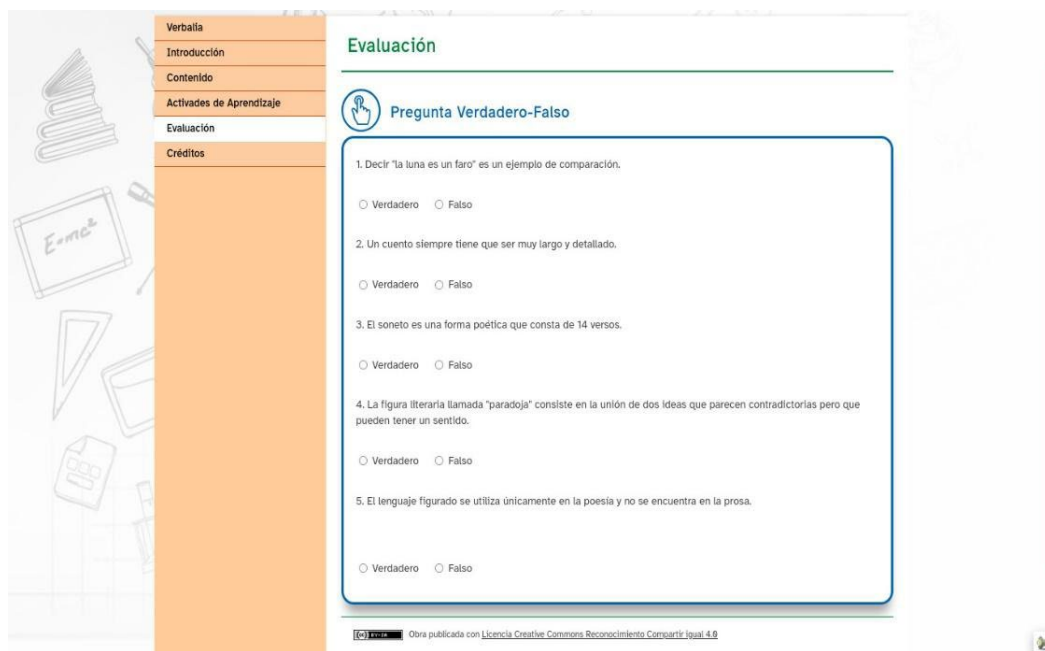 Verbalia
Introducción
Contenido
Activades de Aprendizaje
Evaluación
Créditos
E=mc²
Evaluación
Pregunta Verdadero-Falso
1. Decir "la luna es un faro" es un ejemplo de comparación.
Verdadero Falso
2. Un cuento siempre tiene que ser muy largo y detallado.
Verdadero Falso
3. El soneto es una forma poética que consta de 14 versos.
Verdadero Falso
4. La figura literaria llamada "paradoja" consiste en la unión de dos ideas que parecen contradictorias pero que
pueden tener un sentido.
Verdadero Falso
5. El lenguaje figurado se utiliza únicamente en la poesía y no se encuentra en la prosa.
Verdadero Falso
(cc) BY-SA Obra publicada con Licencia Creative Commons Reconocimiento Compartir igual 4.0